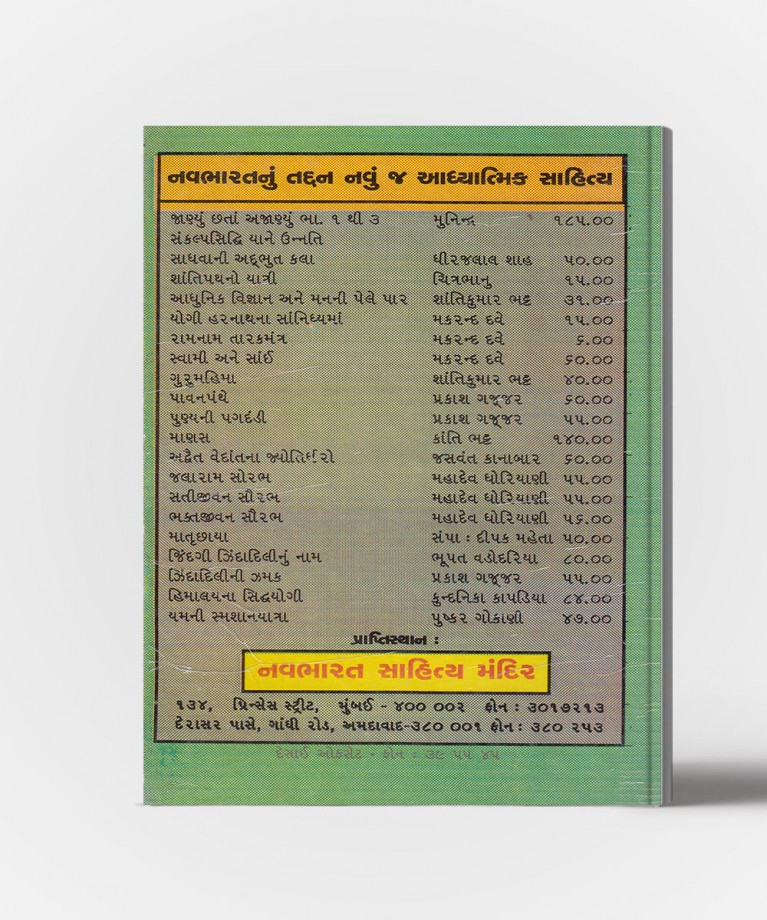 નવભારતનું તદ્દન નવું જ આધ્યાત્મિક સાહિત્ય
જાણ્યું છતાં અજાણ્યું ભા. ૧ થી ૩ મુનિન્દ્ર ૧૮૫.૦૦
સંકલ્પસિદ્ધિ યાને ઉન્નતિ
સાધવાની અદ્ભુત કલા ધીરજલાલ શાહ ૫૦.૦૦
શાંતિપથનો યાત્રી ચિત્રભાનુ ૧૫.૦૦
આધુનિક વિજ્ઞાન અને મનની પેલે પાર શાંતિકુમાર ભટ્ટ ૩૧.૦૦
યોગી હરનાથના સાંનિધ્યમાં મકરન્દ દવે ૧૫.૦૦
રામનામ તારકમંત્ર મકરન્દ દવે ૬.૦૦
સ્વામી અને સાંઈ મકરન્દ દવે ૬૦.૦૦
ગુરુમહિમા શાંતિકુમાર ભટ્ટ ૪૦.૦૦
પાવનપંથે પ્રકાશ ગજ્જર ૬૦.૦૦
પુણ્યની પગદંડી પ્રકાશ ગજ્જર ૫૫.૦૦
માણસ કાંતિ ભટ્ટ ૧૪૦.૦૦
અદ્વૈત વેદાંતના જ્યોતિર્ધરો જસવંત કાનાબાર ૬૦.૦૦
જલારામ સૌરભ મહાદેવ ધોરિયાણી ૫૫.૦૦
સતીજીવન સૌરભ મહાદેવ ધોરિયાણી ૫૫.૦૦
ભક્તજીવન સૌરભ મહાદેવ ધોરિયાણી ૫૬.૦૦
માતૃછાયા સંપા : દીપક મહેતા ૫૦.૦૦
જિંદગી ઝિંદાદિલીનું નામ ભૂપત વડોદરિયા ૮૦.૦૦
ઝિંદાદિલીની ઝમક પ્રકાશ ગજ્જર ૫૫.૦૦
હિમાલયના સિદ્ધયોગી કુન્દનિકા કાપડિયા ૮૪.૦૦
યમની સ્મશાનયાત્રા પુષ્કર ગોકાણી ૪૭.૦૦
પ્રાપ્તિસ્થાન :
નવભારત સાહિત્ય મંદિર
૧૩૪, પ્રિન્સેસ સ્ટ્રીટ, મુંબઈ - ૪૦૦ ૦૦૨ ફોન : ૩૦૧૭૨૧૩
દેરાસર પાસે, ગાંધી રોડ, અમદાવાદ-૩૮૦ ૦૦૧ ફોન : ૩૮૦ ૨૫૩
દેસાઈ ઓફસેટ - ફોન : ૩૯ ૫૫ ૪૫